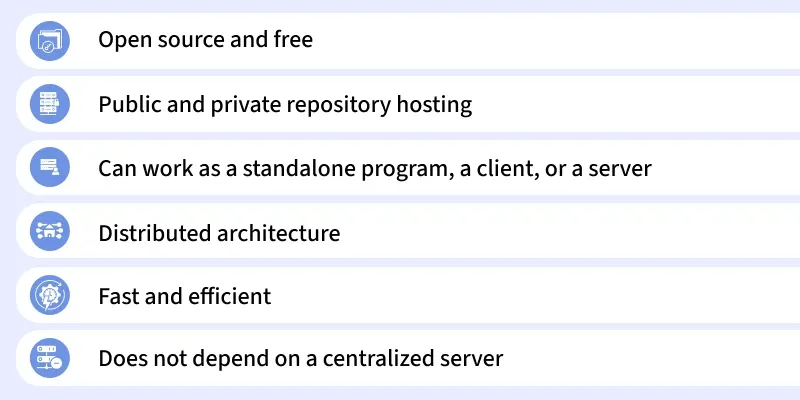 Open source and free
Public and private repository hosting
Can work as a standalone program, a client, or a server
Distributed architecture
Fast and efficient
Does not depend on a centralized server